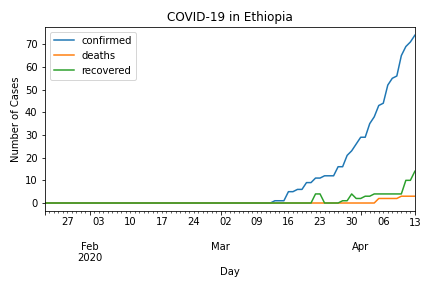 COVID-19 in Ethiopia
confirmed
deaths
recovered
Number of Cases
70
60
50
40
30
20
10
0
27 03 10 17 24 02 09 16 23 30 06 13
Feb Mar Apr
2020
Day